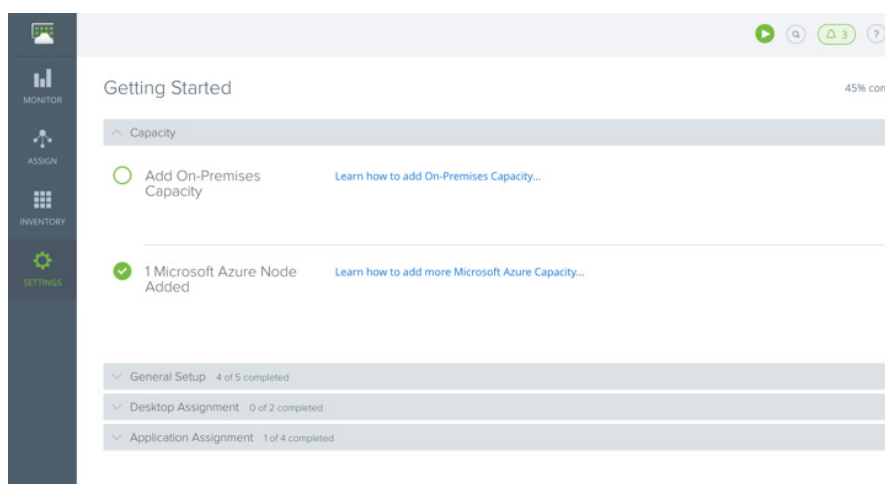 3 ?
MONITOR
Getting Started
45% com
Capacity
ASSIGN
Add On-Premises
Capacity
Learn how to add On-Premises Capacity...
INVENTORY
SETTINGS
1 Microsoft Azure Node
Added
Learn how to add more Microsoft Azure Capacity...
General Setup 4 of 5 completed
Desktop Assignment 0 of 2 completed
Application Assignment 1 of 4 completed